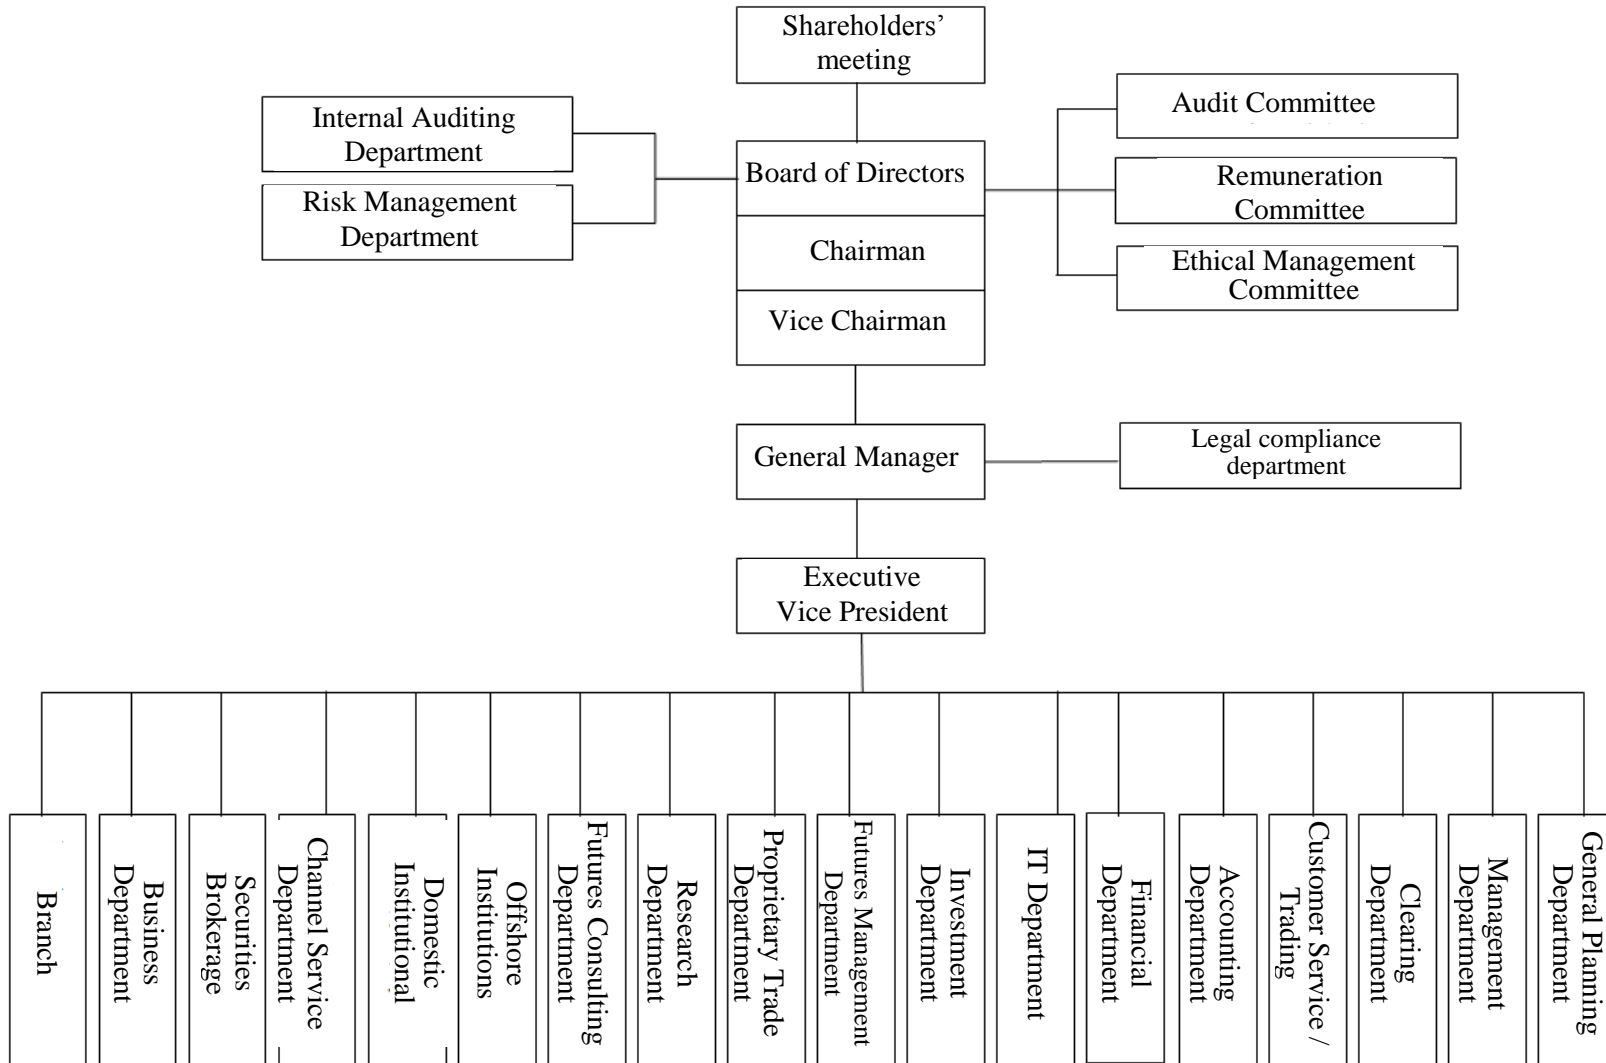 Shareholders'
meeting
Internal Auditing
Department
Risk Management
Department
Board of Directors
Chairman
Vice Chairman
Audit Committee
Remuneration
Committee
Ethical Management
Committee
General Manager
Legal compliance
department
Executive
Vice President
Branch
Business
Department
Securities
Brokerage
Channel Service
Department
Domestic
Institutional
Offshore
Institutions
Futures Consulting
Department
Research
Department
Proprietary Trade
Department
Futures Management
Department
Investment
Department
IT Department
Financial
Department
Accounting
Department
Customer Service /
Trading
Clearing
Department
Management
Department
General Planning
Department